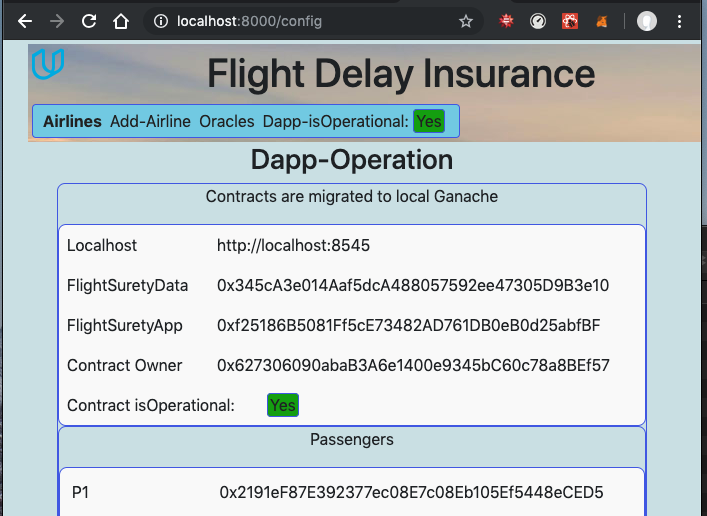 localhost:8000/config
Flight Delay Insurance
Airlines Add-Airline Oracles Dapp-isOperational: Yes
Dapp-Operation
Contracts are migrated to local Ganache
Localhost http://localhost:8545
FlightSuretyData 0x345cA3e014Aaf5dcA488057592ee47305D9B3e10
FlightSuretyApp 0xf25186B5081Ff5cE73482AD761DB0eB0d25abfBF
Contract Owner 0x627306090abaB3A6e1400e9345bC60c78a8BEf57
Contract isOperational: Yes
Passengers
P1 0x2191eF87E392377ec08E7c08Eb105Ef5448eCED5